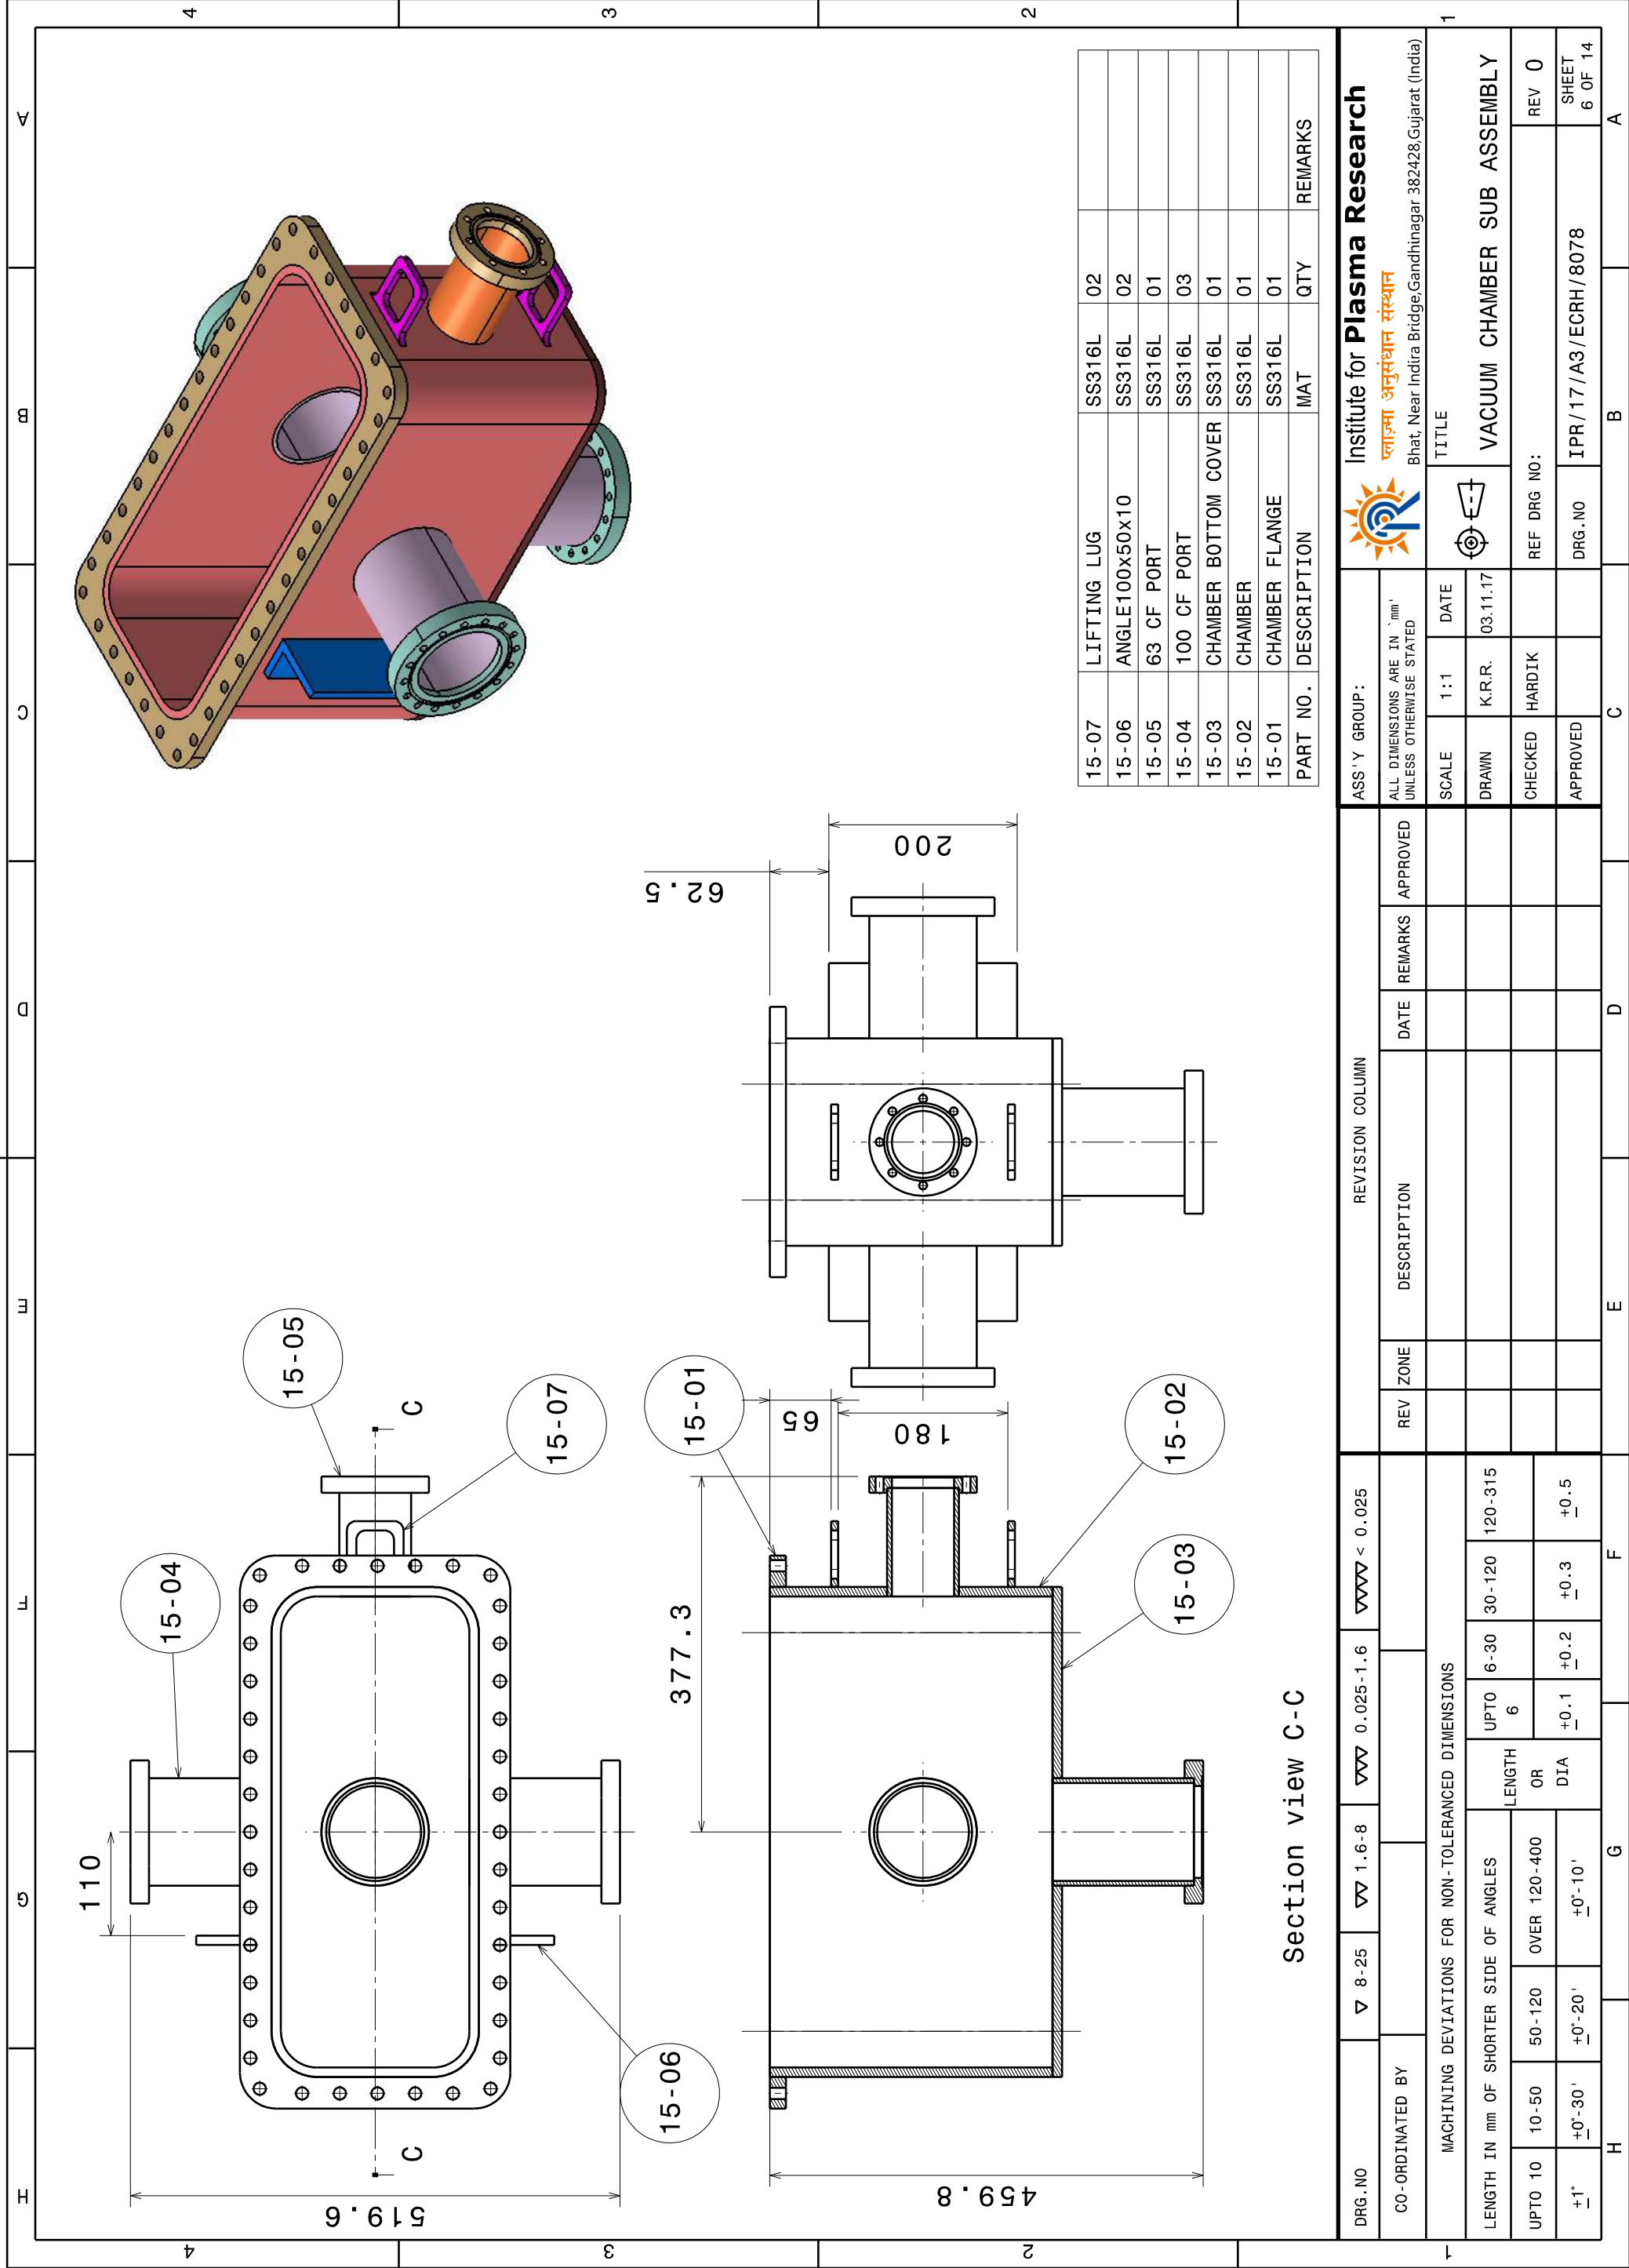 H
G
F
E
D
C
B
A
4
3
2
1
519.6
110
C
C
15-04
15-05
15-07
15-06
15-01
65
180
377.3
15-02
15-03
459.8
Section view C-C
62.5
200
15-07 LIFTING LUG SS316L 02
15-06 ANGLE100x50x10 SS316L 02
15-05 63 CF PORT SS316L 01
15-04 100 CF PORT SS316L 03
15-03 CHAMBER BOTTOM COVER SS316L 01
15-02 CHAMBER SS316L 01
15-01 CHAMBER FLANGE SS316L 01
PART NO. DESCRIPTION MAT QTY REMARKS
DRG.NO ▽ 8-25 ▽▽ 1.6-8 ▽▽▽ 0.025-1.6 ▽▽▽▽ < 0.025
CO-ORDINATED BY
MACHINING DEVIATIONS FOR NON-TOLERANCED DIMENSIONS
LENGTH IN mm OF SHORTER SIDE OF ANGLES
UPTO 10 10-50 50-120 OVER 120-400
±1° ±0°-30' ±0°-20' ±0°-10'
LENGTH
OR
DIA
UPTO
6
6-30 30-120 120-315
±0.1 ±0.2 ±0.3 ±0.5
REVISION COLUMN
REV ZONE DESCRIPTION DATE REMARKS APPROVED
ASS'Y GROUP:
ALL DIMENSIONS ARE IN `mm'
UNLESS OTHERWISE STATED
SCALE 1:1 DATE
DRAWN K.R.R. 03.11.17
CHECKED HARDIK
APPROVED
Institute for Plasma Research
प्लाज़्मा अनुसंधान संस्थान
Bhat, Near Indira Bridge,Gandhinagar 382428,Gujarat (India)
TITLE
VACUUM CHAMBER SUB ASSEMBLY
REF DRG NO:
REV 0
DRG.NO IPR/17/A3/ECRH/8078
SHEET
6 OF 14
H
G
F
E
D
C
B
A
4
3
2
1